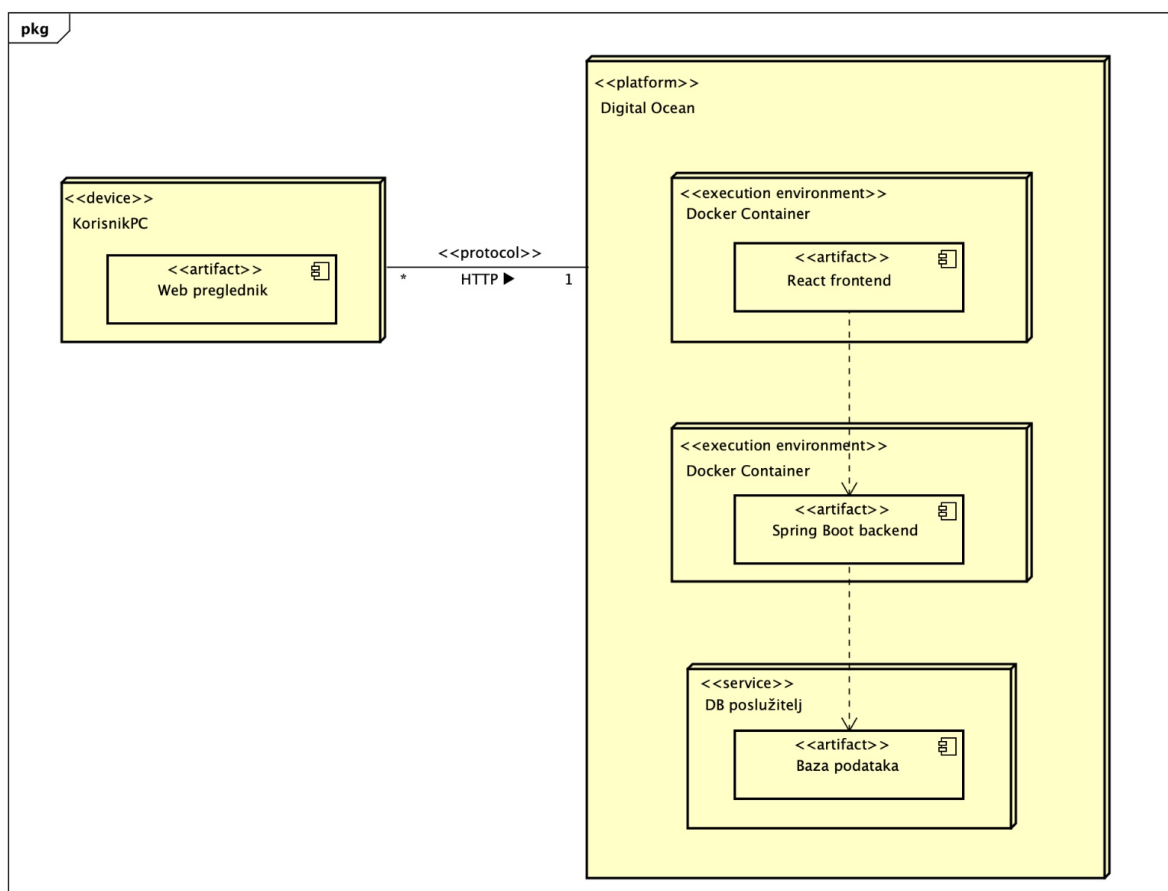 pkg
<<device>>
KorisnikPC
<<artifact>>
Web preglednik
<<protocol>>
* HTTP ▶ 1
<<platform>>
Digital Ocean
<<execution environment>>
Docker Container
<<artifact>>
React frontend
<<execution environment>>
Docker Container
<<artifact>>
Spring Boot backend
<<service>>
DB poslužitelj
<<artifact>>
Baza podataka